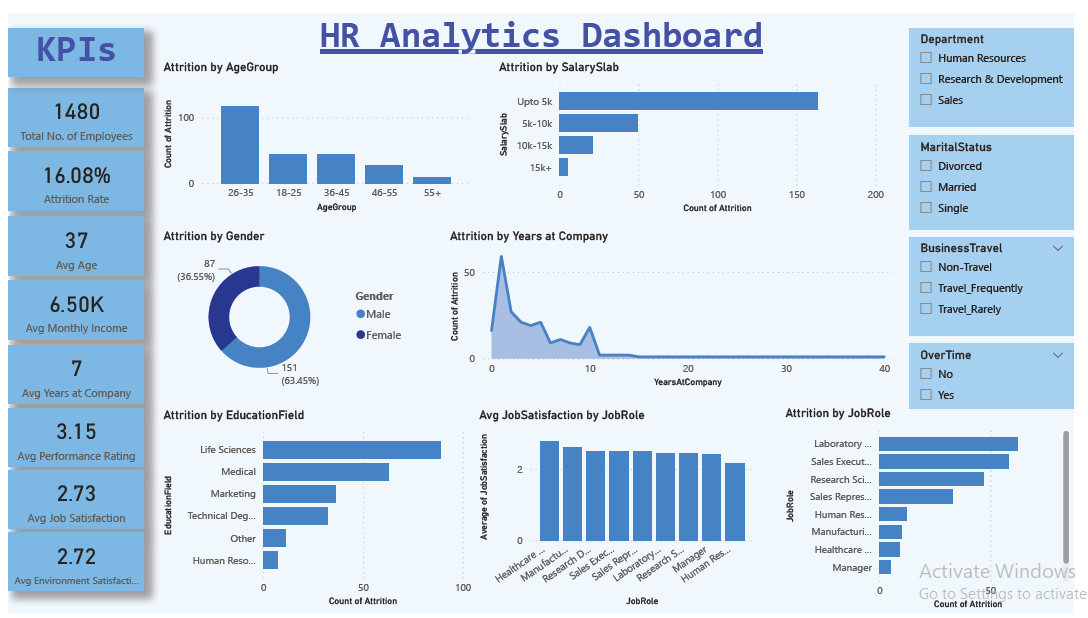 HR Analytics Dashboard
KPIs
1480
Total No. of Employees
16.08%
Attrition Rate
37
Avg Age
6.50K
Avg Monthly Income
7
Avg Years at Company
3.15
Avg Performance Rating
2.73
Avg Job Satisfaction
2.72
Avg Environment Satisfacti...
Attrition by AgeGroup
Count of Attrition
100
0
26-35 18-25 36-45 46-55 55+
AgeGroup
Attrition by SalarySlab
SalarySlab
Upto 5k
5k-10k
10k-15k
15k+
0 50 100 150 200
Count of Attrition
Attrition by Gender
87
(36.55%)
151
(63.45%)
Gender
Male
Female
Attrition by Years at Company
Count of Attrition
50
0
0 10 20 30 40
YearsAtCompany
Attrition by EducationField
EducationField
Life Sciences
Medical
Marketing
Technical Deg...
Other
Human Reso...
0 50 100
Count of Attrition
Avg JobSatisfaction by JobRole
Average of JobSatisfaction
2
0
Healthcare ...
Manufactu...
Research D...
Sales Exec...
Sales Repr...
Laboratory...
Research S...
Manager
Human Res...
JobRole
Attrition by JobRole
JobRole
Laboratory ...
Sales Execut...
Research Sci...
Sales Repres...
Human Res...
Manufacturi...
Healthcare ...
Manager
0 50
Count of Attrition
Department
Human Resources
Research & Development
Sales
MaritalStatus
Divorced
Married
Single
BusinessTravel
Non-Travel
Travel_Frequently
Travel_Rarely
OverTime
No
Yes
Activate Windows
Go to Settings to activate